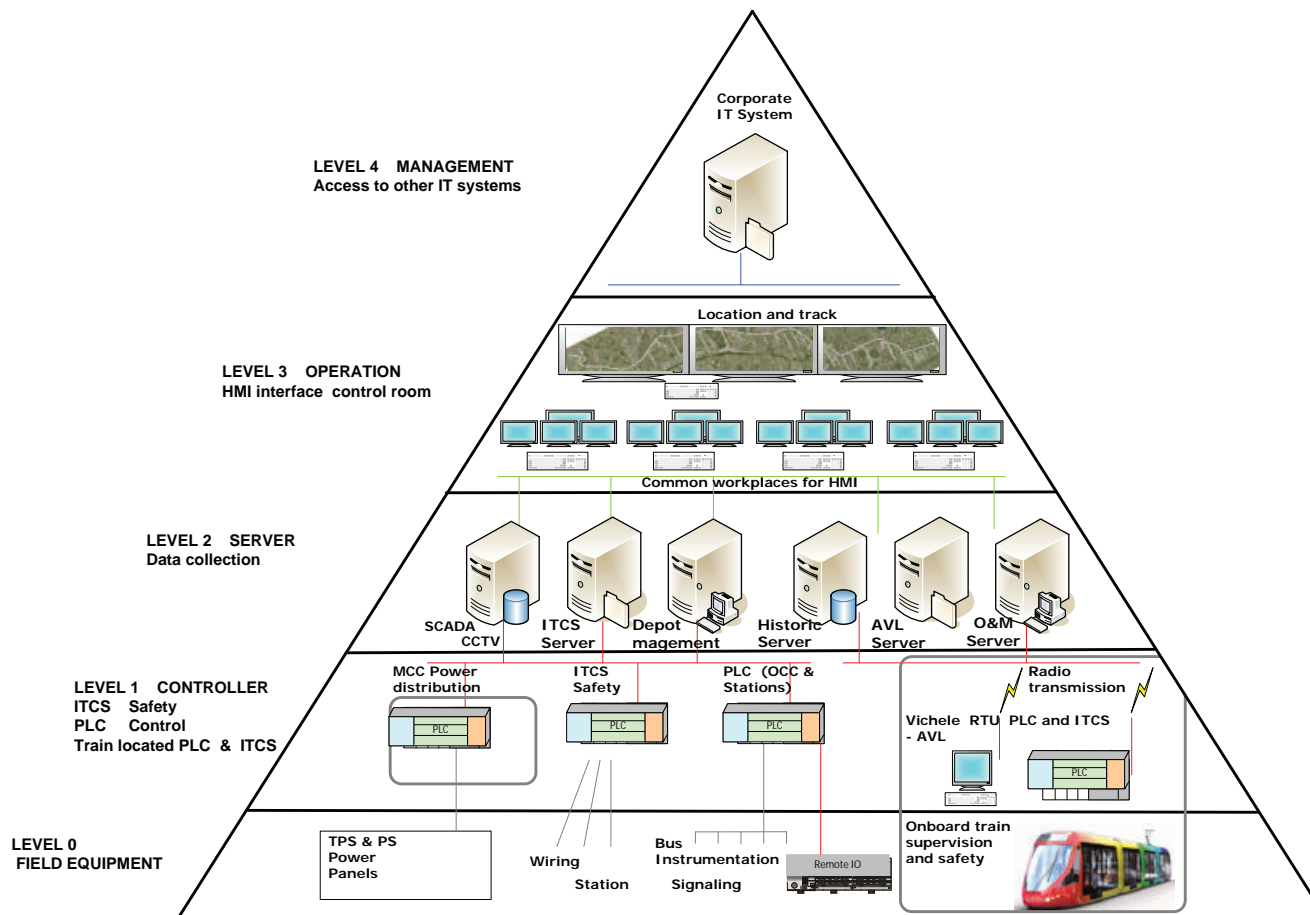 Corporate
IT System
LEVEL 4 MANAGEMENT
Access to other IT systems
Location and track
LEVEL 3 OPERATION
HMI interface control room
Common workplaces for HMI
LEVEL 2 SERVER
Data collection
SCADA
CCTV
ITCS
Server
Depot
magement
Historic
Server
AVL
Server
O&M
Server
LEVEL 1 CONTROLLER
ITCS Safety
PLC Control
Train located PLC & ITCS
MCC Power
distribution
PLC
ITCS
Safety
PLC
PLC (OCC &
Stations)
PLC
Radio
transmission
Vichele RTU PLC and ITCS
- AVL
PLC
LEVEL 0
FIELD EQUIPMENT
TPS & PS
Power
Panels
Wiring
Station
Bus
Instrumentation
Signaling
Remote IO
Onboard train
supervision
and safety